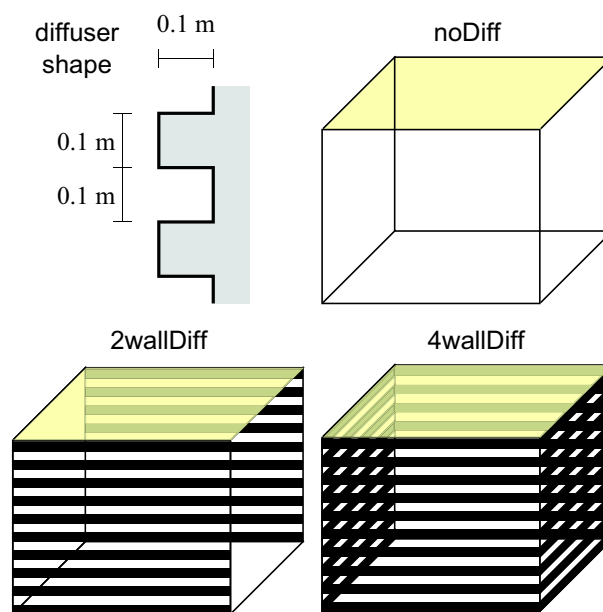 diffuser
shape
0.1 m
noDiff
0.1 m
0.1 m
2wallDiff
4wallDiff